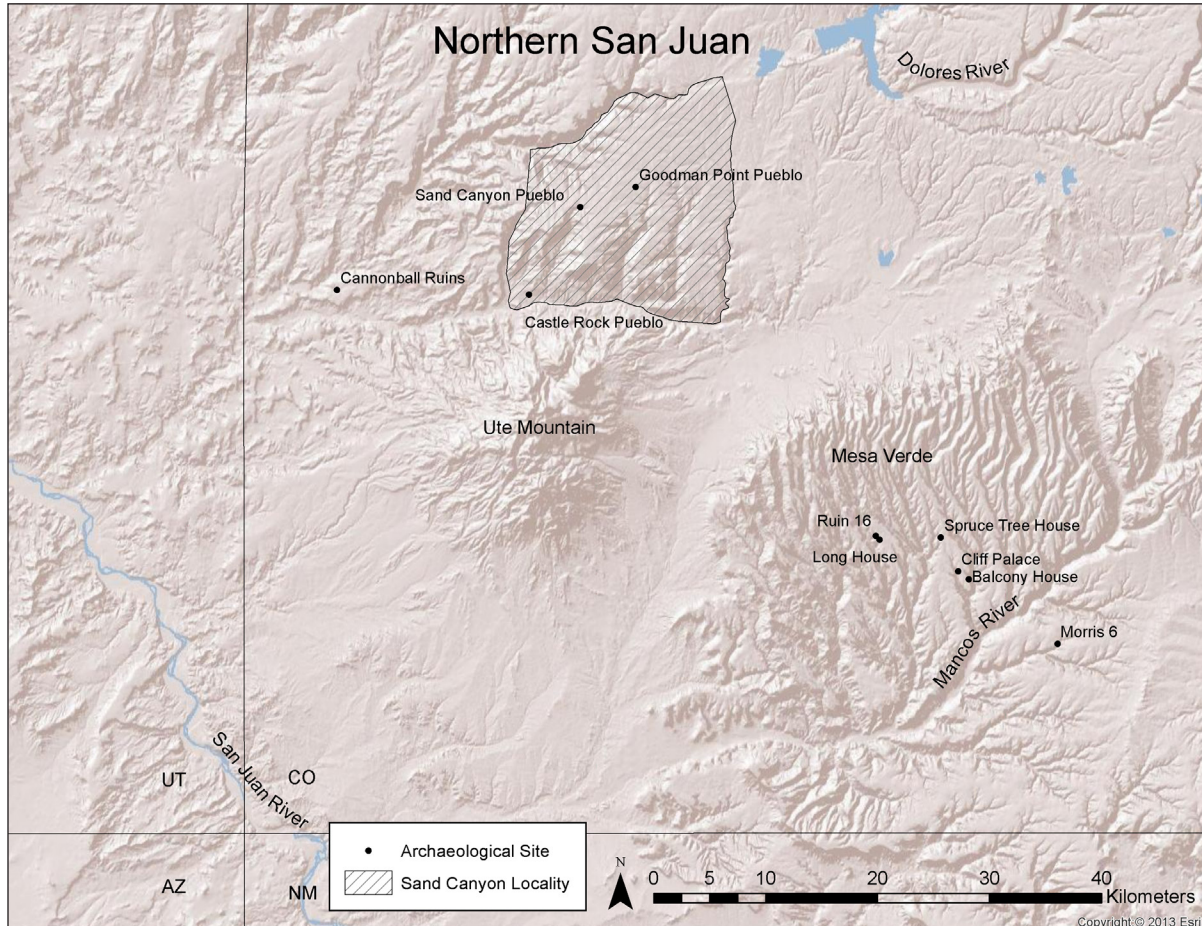 Northern San Juan
Dolores River
Goodman Point Pueblo
Sand Canyon Pueblo
Cannonball Ruins
Castle Rock Pueblo
Ute Mountain
Mesa Verde
Ruin 16
Spruce Tree House
Long House
Cliff Palace
Balcony House
Mancos River
Morris 6
San Juan River
UT
CO
AZ
NM
Archaeological Site
Sand Canyon Locality
N
0 5 10 20 30 40
Kilometers
Copyright:© 2013 Esri